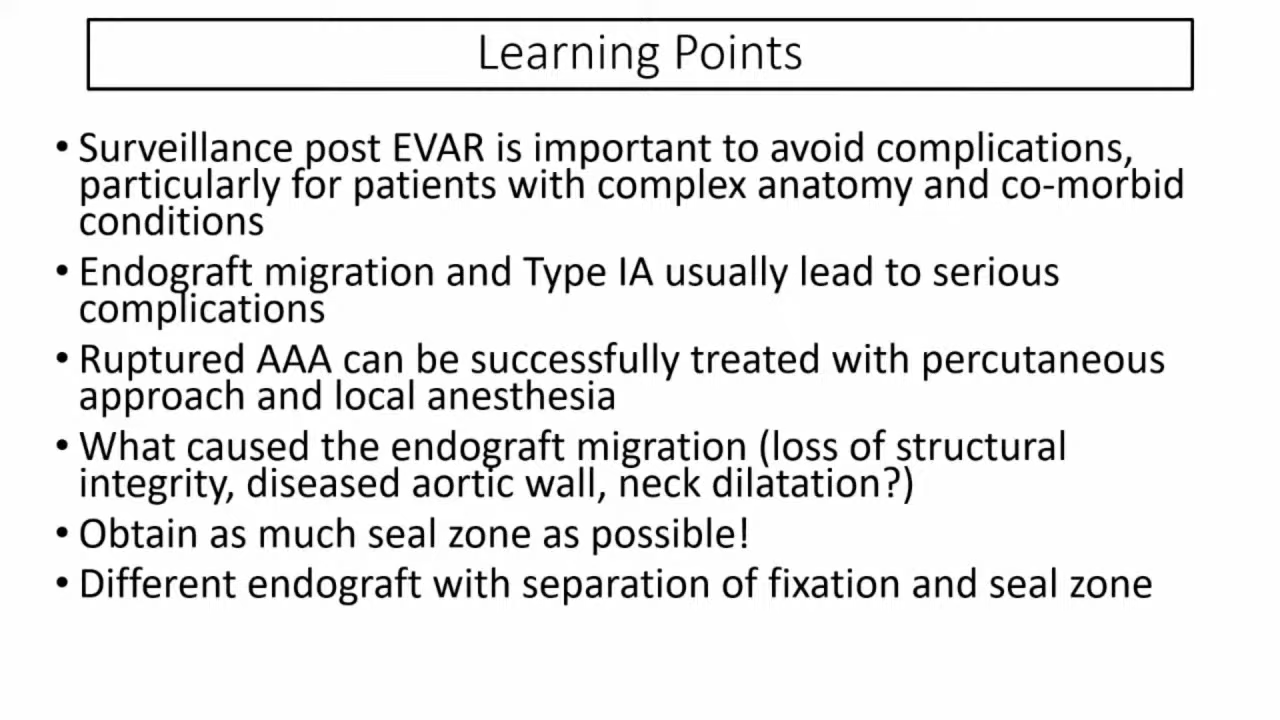 Learning Points
• Surveillance post EVAR is important to avoid complications,
particularly for patients with complex anatomy and co-morbid
conditions
• Endograft migration and Type IA usually lead to serious
complications
• Ruptured AAA can be successfully treated with percutaneous
approach and local anesthesia
• What caused the endograft migration (loss of structural
integrity, diseased aortic wall, neck dilatation?)
• Obtain as much seal zone as possible!
• Different endograft with separation of fixation and seal zone